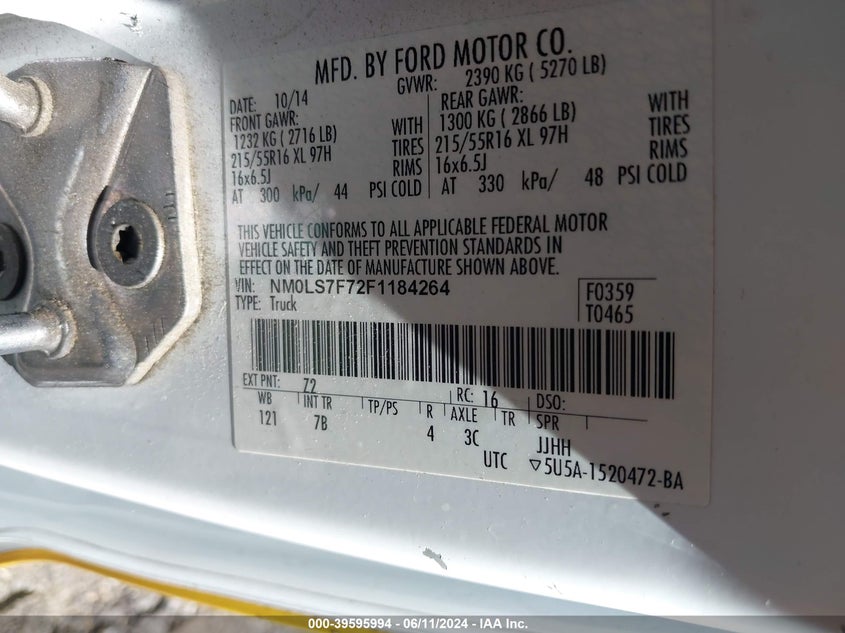 MFD. BY FORD MOTOR CO.
DATE: 10/14 GVWR: 2390 KG ( 5270 LB)
FRONT GAWR: REAR GAWR:
1232 KG ( 2716 LB) WITH 1300 KG ( 2866 LB) WITH
215/55R16 XL 97H TIRES 215/55R16 XL 97H TIRES
16x6.5J RIMS 16x6.5J RIMS
AT 300 kPa/ 44 PSI COLD AT 330 kPa/ 48 PSI COLD
THIS VEHICLE CONFORMS TO ALL APPLICABLE FEDERAL MOTOR
VEHICLE SAFETY AND THEFT PREVENTION STANDARDS IN
EFFECT ON THE DATE OF MANUFACTURE SHOWN ABOVE.
VIN: NM0LS7F72F1184264 F0359
TYPE: Truck T0465
EXT PNT: 72 RC: 16 DSO:
WB INT TR TP/PS R AXLE TR SPR
121 7B 4 3C JJHH
UTC ▽5U5A-1520472-BA
000-39595994 / 06/11/2024 - IAA Inc.